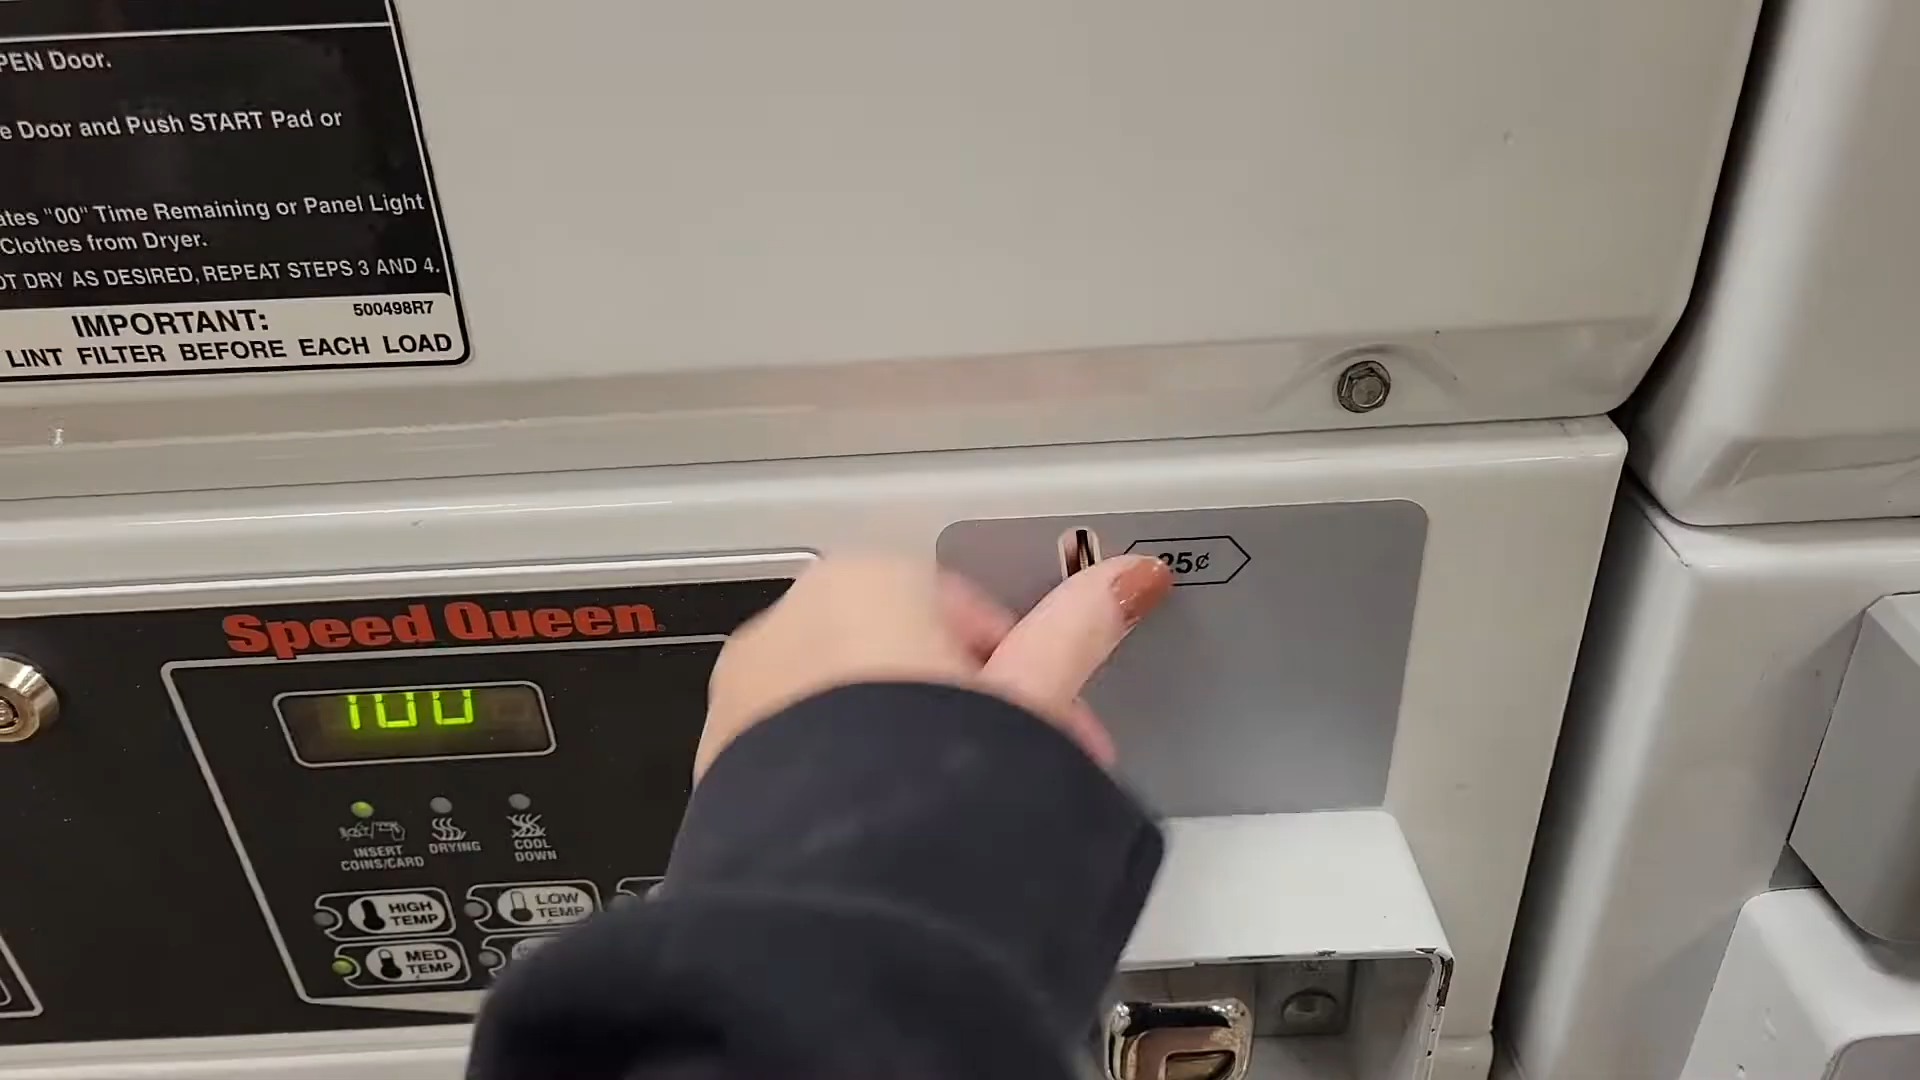 PEN Door.
e Door and Push START Pad or
ates "00" Time Remaining or Panel Light
Clothes from Dryer.
OT DRY AS DESIRED, REPEAT STEPS 3 AND 4.
IMPORTANT:
500498R7
LINT FILTER BEFORE EACH LOAD
25¢
Speed Queen
100
INSERT
COINS/CARD
DRYING
COOL
DOWN
HIGH
TEMP
LOW
TEMP
MED
TEMP